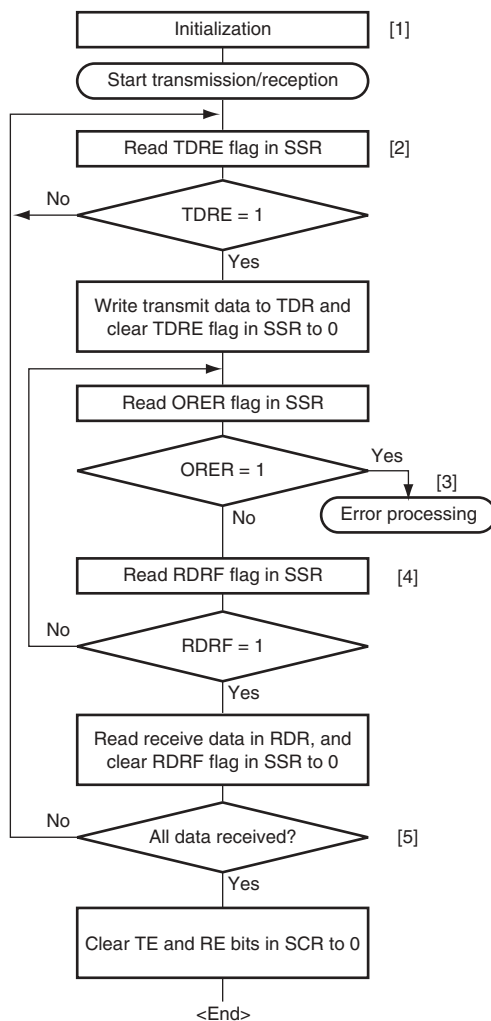 Initialization
[1]
Start transmission/reception
Read TDRE flag in SSR
[2]
No
TDRE = 1
Yes
Write transmit data to TDR and
clear TDRE flag in SSR to 0
Read ORER flag in SSR
Yes
ORER = 1
[3]
No
Error processing
Read RDRF flag in SSR
[4]
No
RDRF = 1
Yes
Read receive data in RDR, and
clear RDRF flag in SSR to 0
No
All data received?
[5]
Yes
Clear TE and RE bits in SCR to 0
<End>